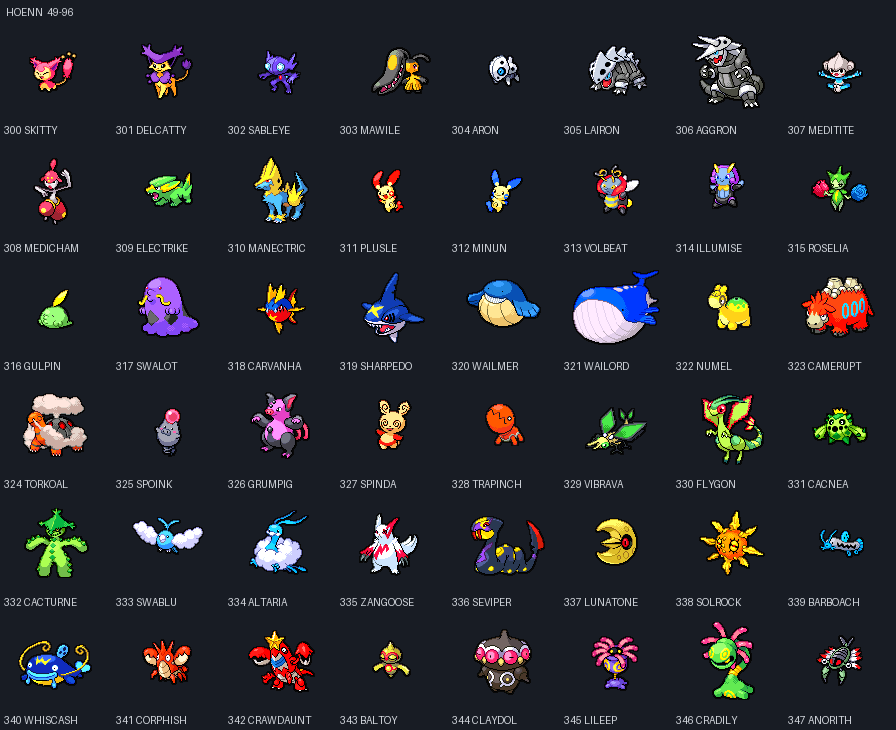 HOENN 49-96
300 SKITTY 301 DELCATTY 302 SABLEYE 303 MAWILE 304 ARON 305 LAIRON 306 AGGRON 307 MEDITITE
308 MEDICHAM 309 ELECTRIKE 310 MANECTRIC 311 PLUSLE 312 MINUN 313 VOLBEAT 314 ILLUMISE 315 ROSELIA
316 GULPIN 317 SWALOT 318 CARVANHA 319 SHARPEDO 320 WAILMER 321 WAILORD 322 NUMEL 323 CAMERUPT
324 TORKOAL 325 SPOINK 326 GRUMPIG 327 SPINDA 328 TRAPINCH 329 VIBRAVA 330 FLYGON 331 CACNEA
332 CACTURNE 333 SWABLU 334 ALTARIA 335 ZANGOOSE 336 SEVIPER 337 LUNATONE 338 SOLROCK 339 BARBOACH
340 WHISCASH 341 CORPHISH 342 CRAWDAUNT 343 BALTOY 344 CLAYDOL 345 LILEEP 346 CRADILY 347 ANORITH